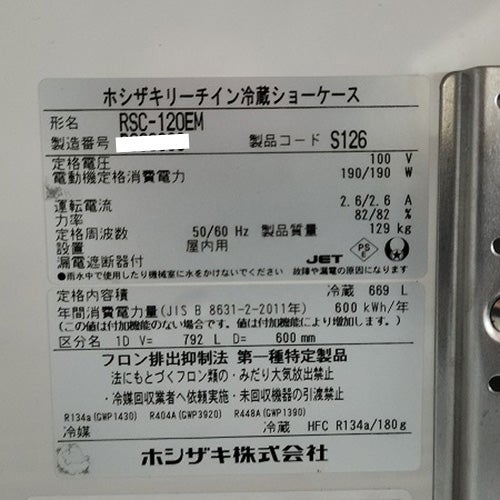 ホシザキリーチイン冷蔵ショーケース
形名 RSC-120EM
製造番号 製品コード S126
定格電圧 100 V
電動機定格消費電力 190/190 W
運転電流 2.6/2.6 A
力率 82/82 %
定格周波数 50/60 Hz 製品質量 129 kg
設置 屋内用
漏電遮断器付 JET PSE
●雨水中で使用したり機械室に水をかけないでください 故障や漏電の原因になります
定格内容積 冷蔵 669 L
年間消費電力量(JIS B 8631-2-2011年) 600 kWh/年
(この値は付加機能のない場合です。付加機能により増加します。)
区分名 1D V= 792 L D= 600 mm
フロン排出抑制法 第一種特定製品
法にもとづくフロン類の・みだり大気放出禁止
・冷媒回収業者へ依頼実施・未回収機器の引渡禁止
R134a(GWP1430) R404A(GWP3920) R448A(GWP1390)
冷媒 冷蔵 HFC R134a/180g
ホシザキ株式会社